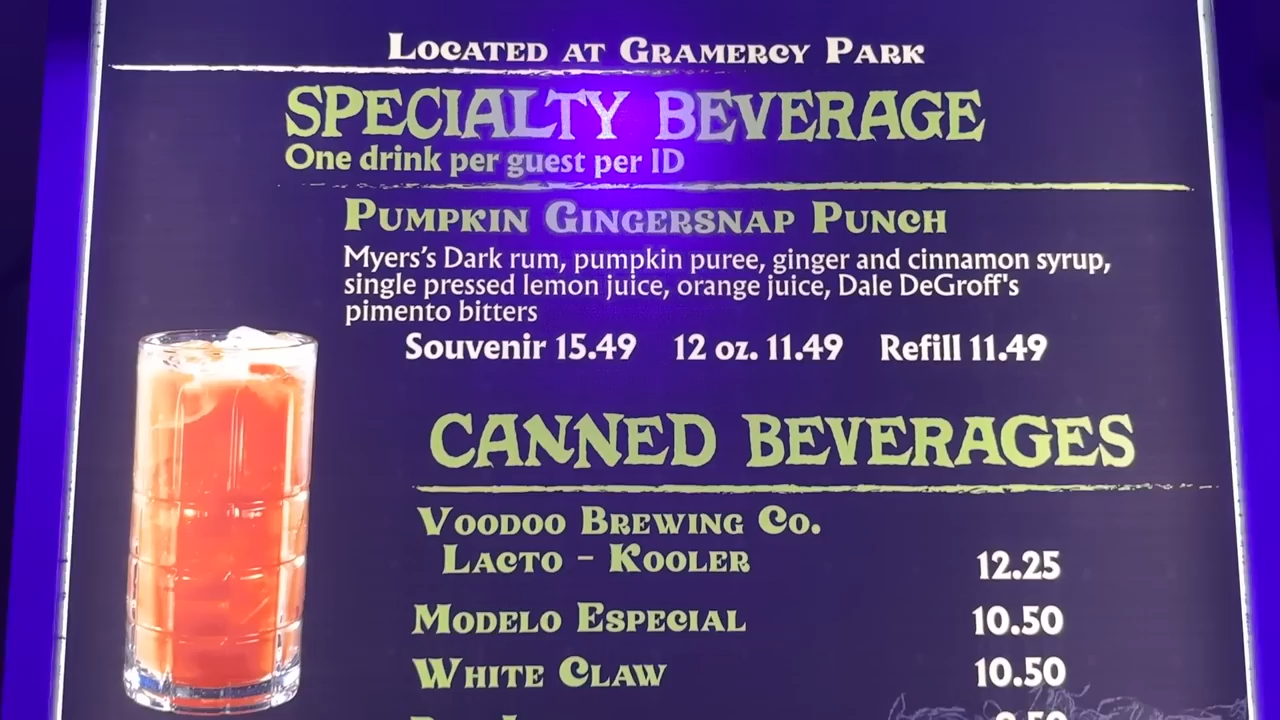 Located at Gramercy Park
SPECIALTY BEVERAGE
One drink per guest per ID
Pumpkin Gingersnap Punch
Myers's Dark rum, pumpkin puree, ginger and cinnamon syrup,
single pressed lemon juice, orange juice, Dale DeGroff's
pimento bitters
Souvenir 15.49 12 oz. 11.49 Refill 11.49
CANNED BEVERAGES
Voodoo Brewing Co.
Lacto - Kooler 12.25
Modelo Especial 10.50
White Claw 10.50